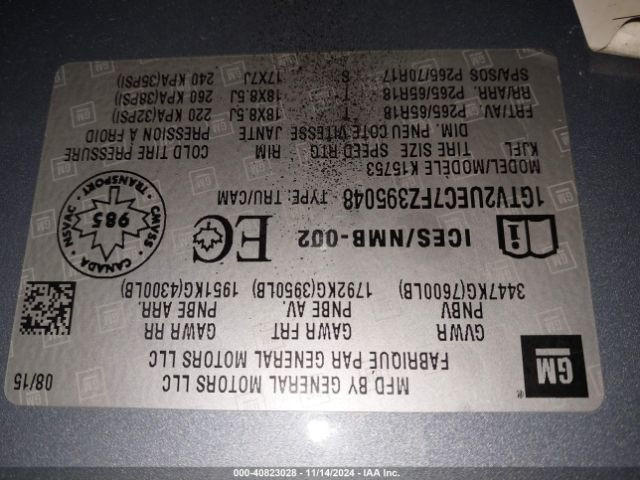 MFD. BY GENERAL MOTORS LLC
FABRIQUÉ PAR GENERAL MOTORS LLC
08/15
GM
GVWR GAWR FRT GAWR RR
PNBV PNBE AV. PNBE ARR.
3447KG(7600LB) 1792KG(3950LB) 1951KG(4300LB)
ICES/NMB-002 EC
CANADA CMVSS NSVAC TRANSPORT 985
1GTV2UEC7FZ395048 TYPE: TRU/CAM
MODEL/MODÈLE K15753
KJEL TIRE SIZE SPEED RTG RIM COLD TIRE PRESSURE
DIM. PNEU COTE VITESSE JANTE PRESSION A FROID
FRT/AV. P265/65R18 T 18X8.5J 220 KPA(32PSI)
RR/ARR. P265/65R18 T 18X8.5J 260 KPA(38PSI)
SPA/SOS P265/70R17 S 17X7J 240 KPA(35PSI)
000-40823028 - 11/14/2024 - IAA Inc.